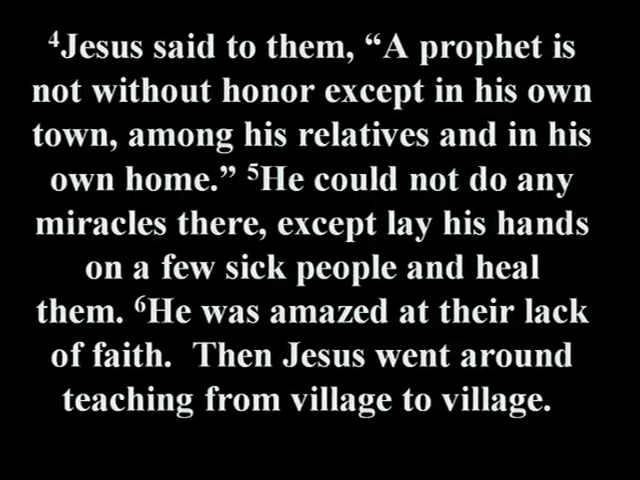 ⁴Jesus said to them, “A prophet is
not without honor except in his own
town, among his relatives and in his
own home.” ⁵He could not do any
miracles there, except lay his hands
on a few sick people and heal
them. ⁶He was amazed at their lack
of faith.  Then Jesus went around
teaching from village to village.